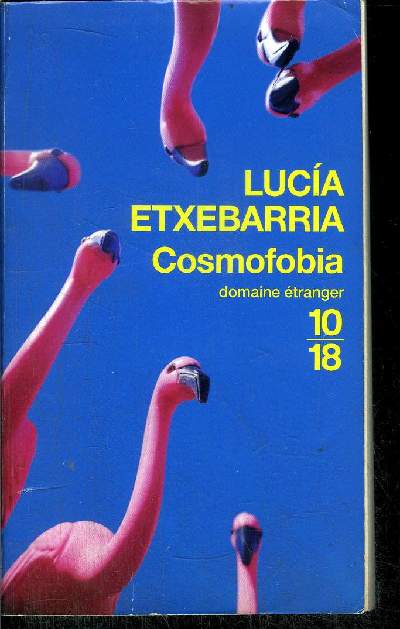 LUCÍA
ETXEBARRIA
Cosmofobia
domaine étranger
10
18